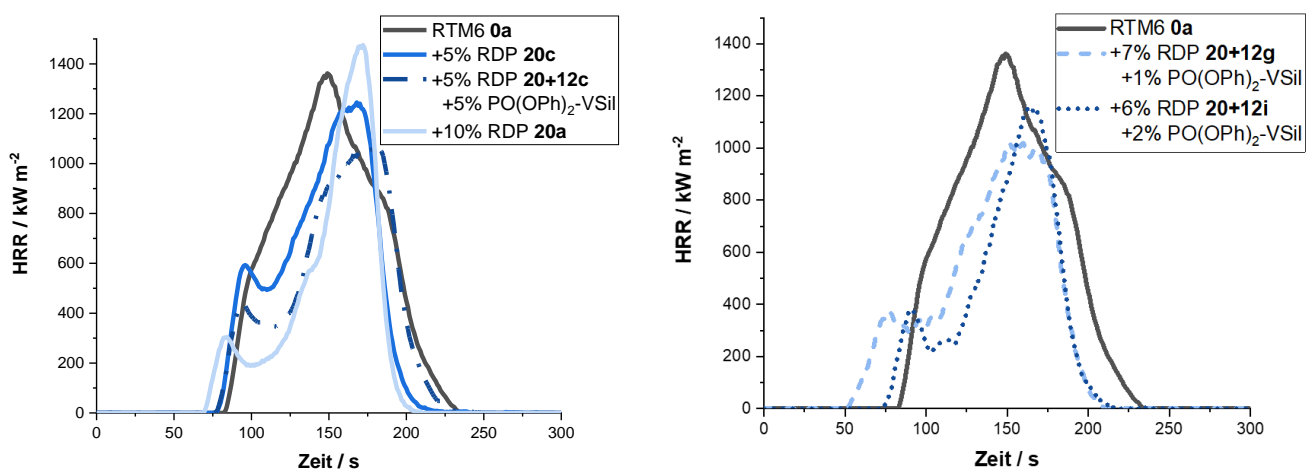 RTM6 0a
+5% RDP 20c
+5% RDP 20+12c
+5% PO(OPh)₂-VSil
+10% RDP 20a
HRR / kW m⁻²
1400
1200
1000
800
600
400
200
0
0 50 100 150 200 250 300
Zeit / s
RTM6 0a
+7% RDP 20+12g
+1% PO(OPh)₂-VSil
+6% RDP 20+12i
+2% PO(OPh)₂-VSil
HRR / kW m⁻²
1400
1200
1000
800
600
400
200
0
0 50 100 150 200 250 300
Zeit / s